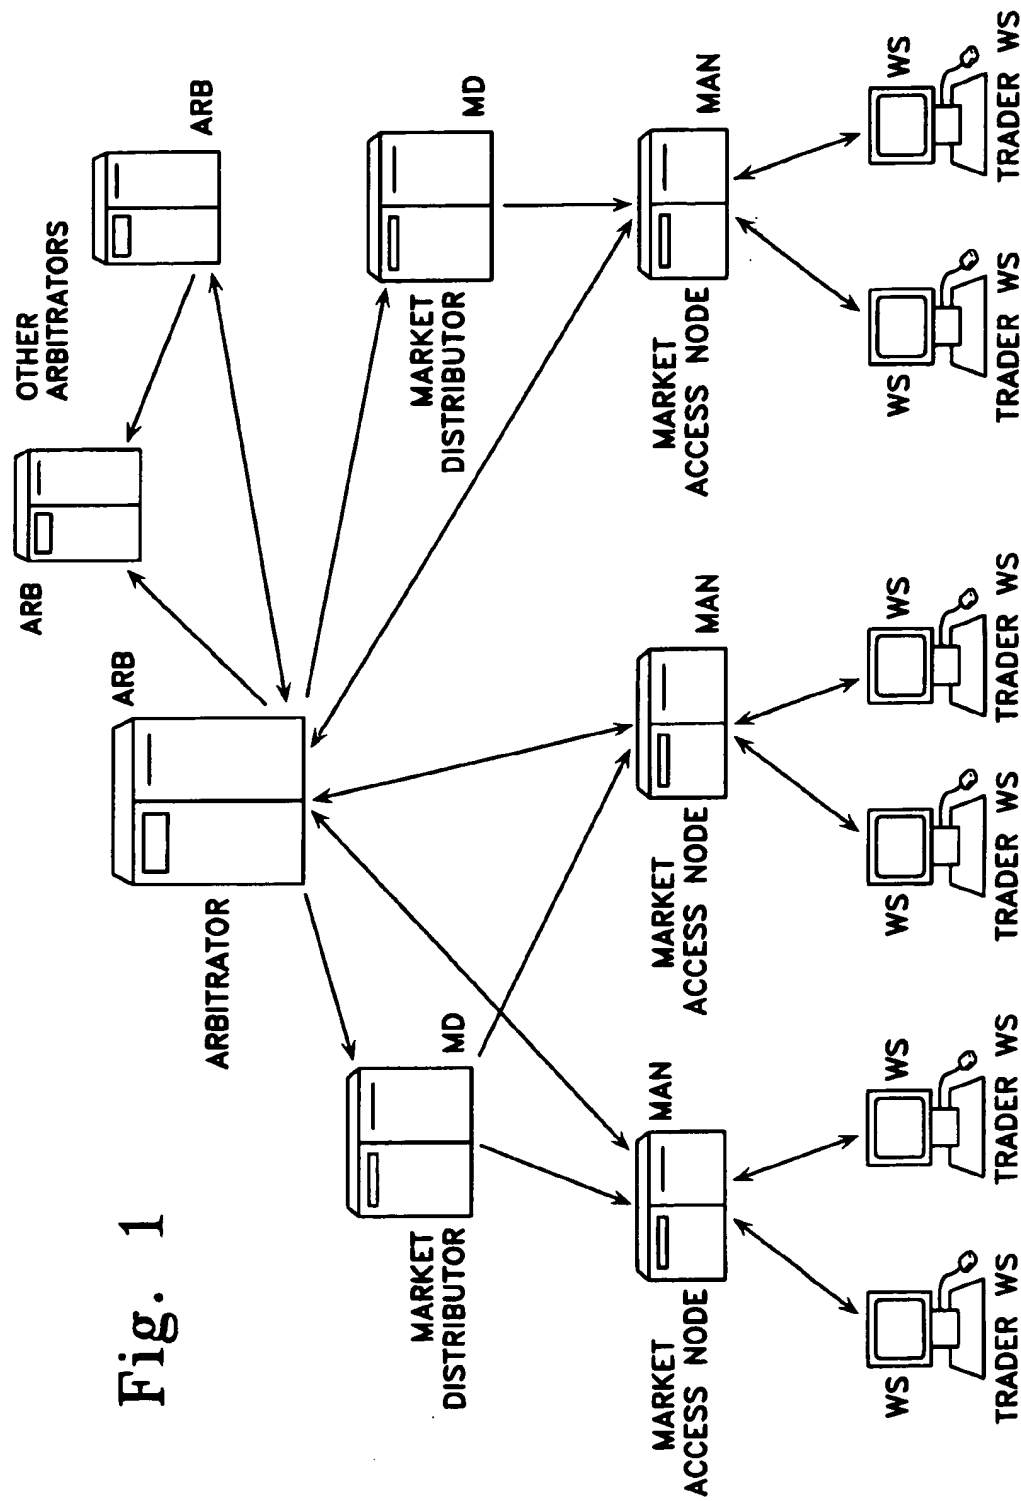 Fig. 1
OTHER
ARBITRATORS
ARB
ARB
ARB
ARBITRATOR
MARKET
DISTRIBUTOR
MD
MARKET
DISTRIBUTOR
MD
MARKET
ACCESS NODE
MAN
MARKET
ACCESS NODE
MAN
MARKET
ACCESS NODE
MAN
WS
TRADER WS
WS
TRADER WS
WS
TRADER WS
WS
TRADER WS
WS
TRADER WS
WS
TRADER WS